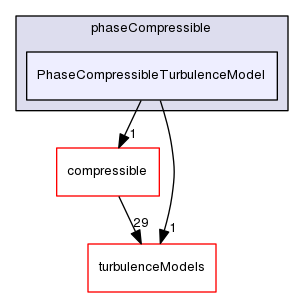 phaseCompressible
PhaseCompressibleTurbulenceModel
1
compressible
29
1
turbulenceModels